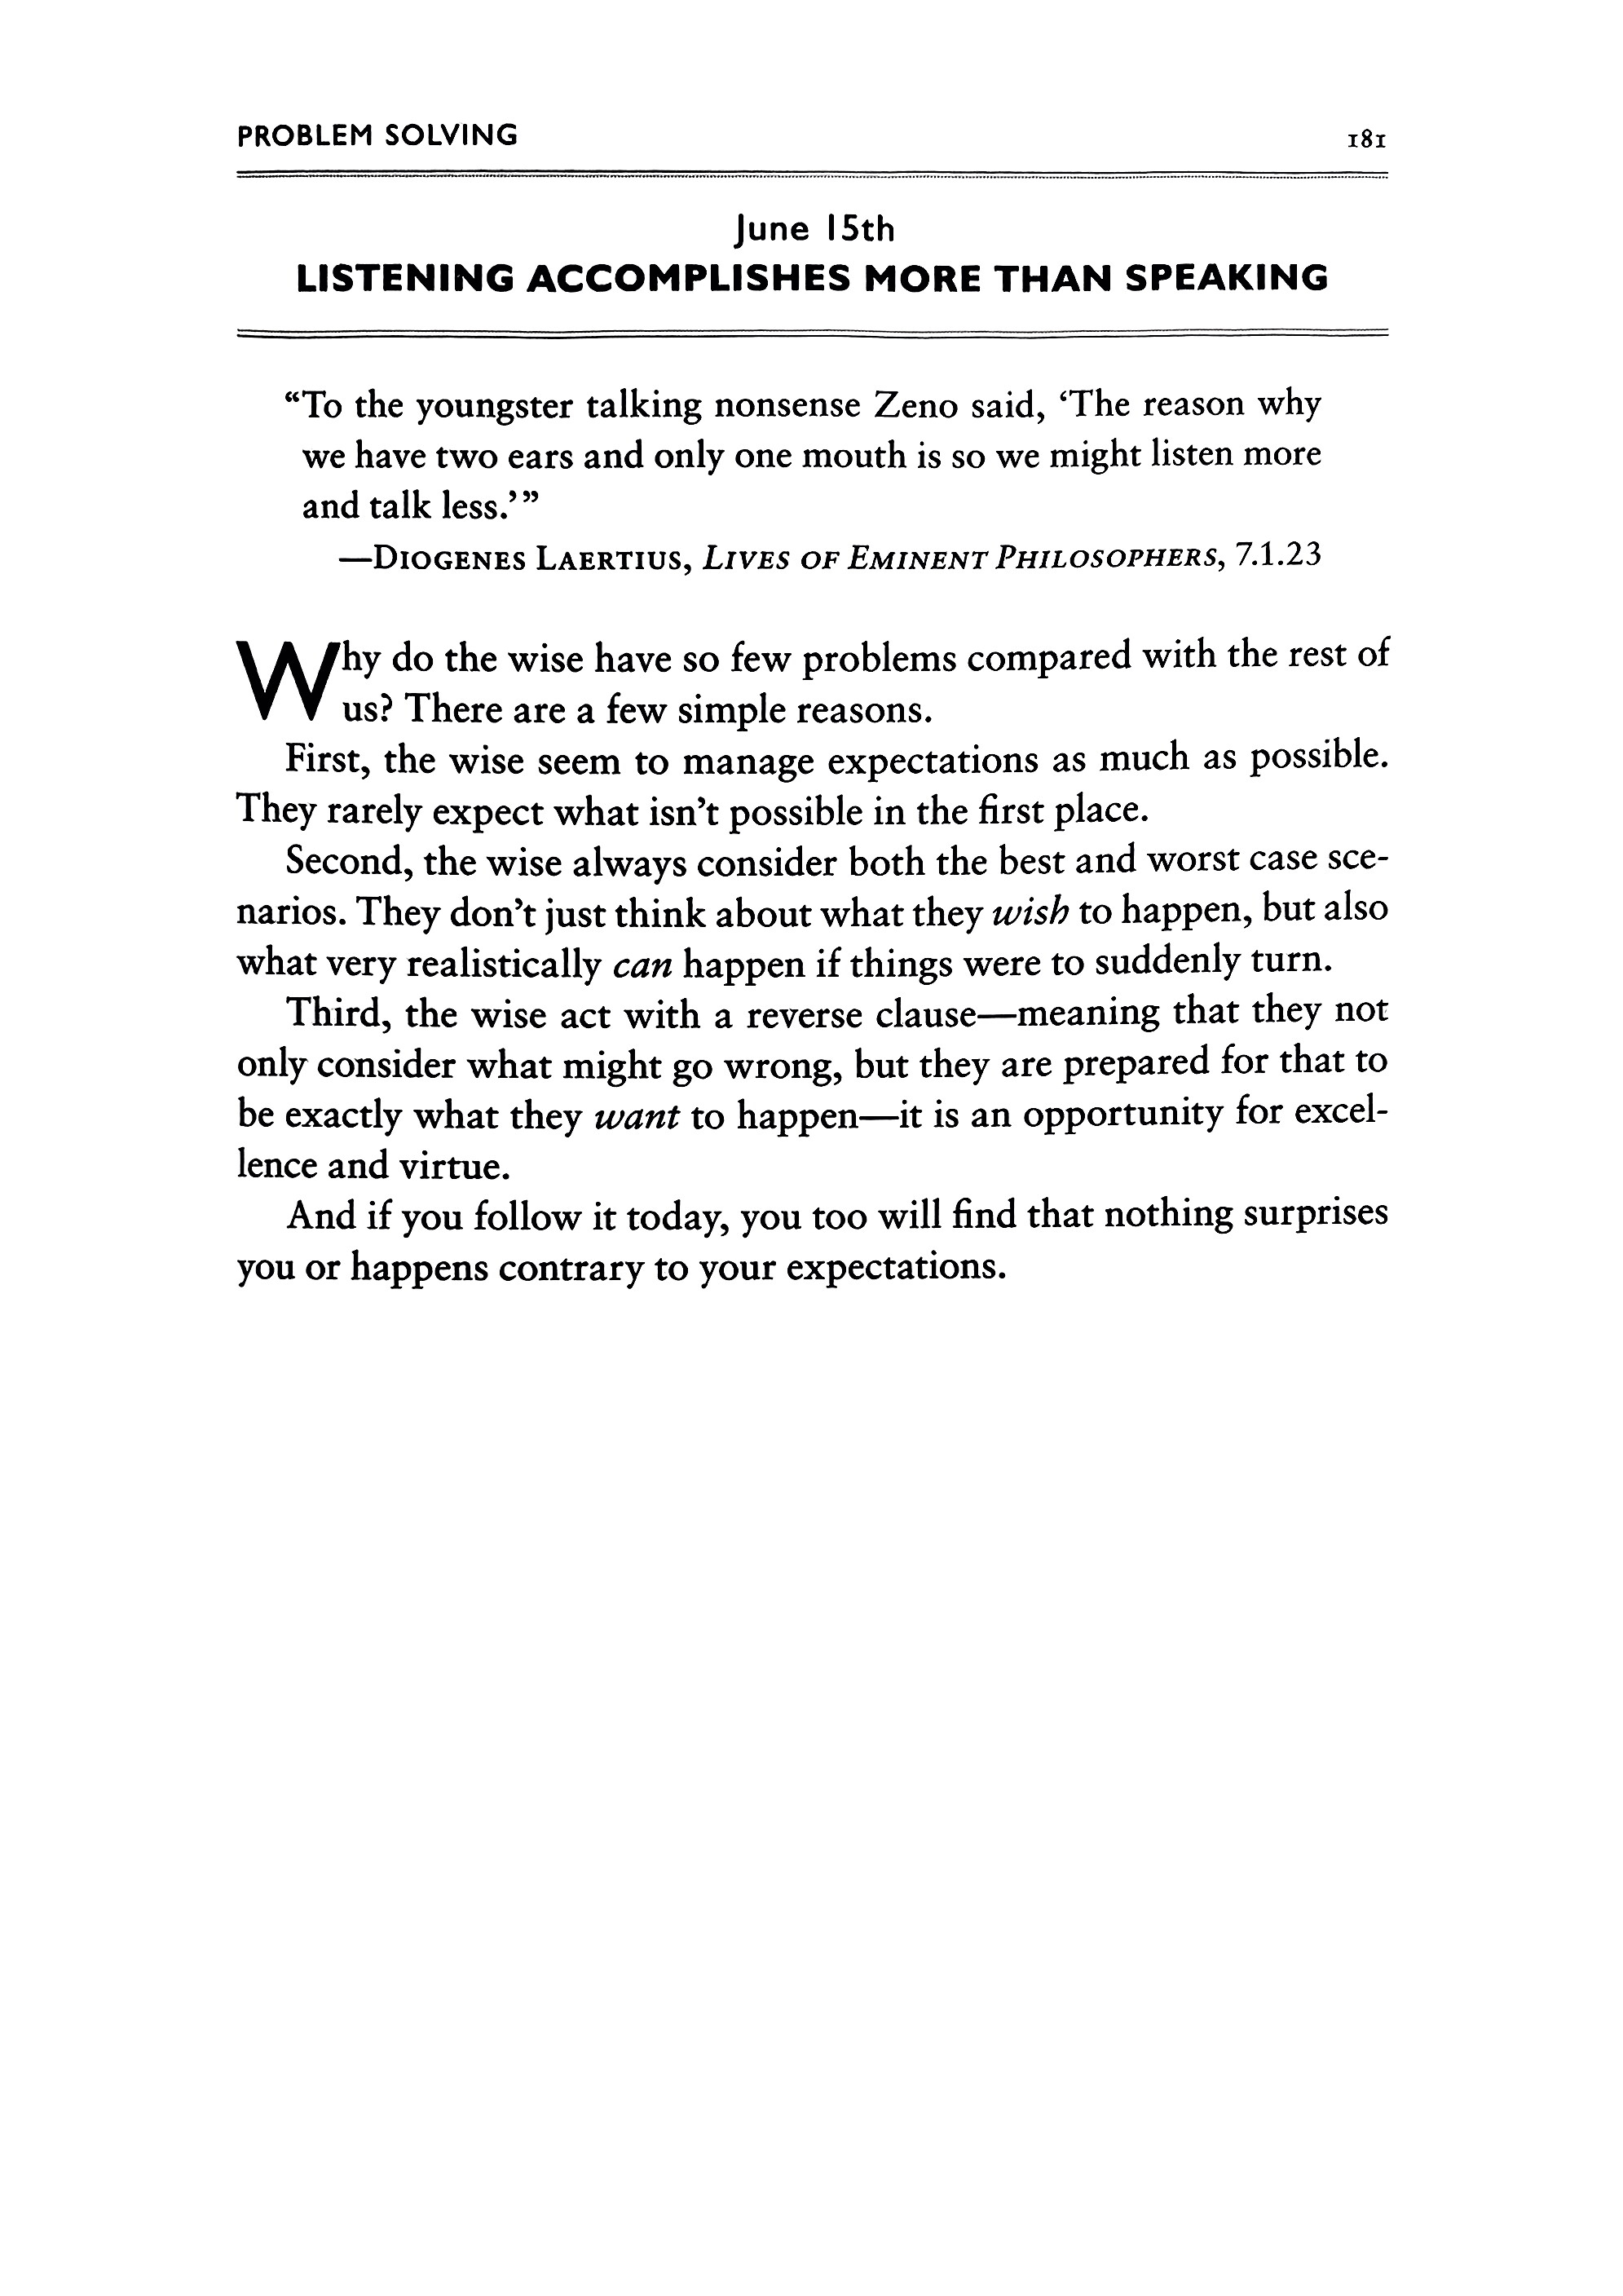 PROBLEM SOLVING 181
June 15th
LISTENING ACCOMPLISHES MORE THAN SPEAKING
“To the youngster talking nonsense Zeno said, ‘The reason why
we have two ears and only one mouth is so we might listen more
and talk less.’”
—DIOGENES LAERTIUS, LIVES OF EMINENT PHILOSOPHERS, 7.1.23
Why do the wise have so few problems compared with the rest of
us? There are a few simple reasons.
First, the wise seem to manage expectations as much as possible.
They rarely expect what isn’t possible in the first place.
Second, the wise always consider both the best and worst case sce-
narios. They don’t just think about what they wish to happen, but also
what very realistically can happen if things were to suddenly turn.
Third, the wise act with a reverse clause—meaning that they not
only consider what might go wrong, but they are prepared for that to
be exactly what they want to happen—it is an opportunity for excel-
lence and virtue.
And if you follow it today, you too will find that nothing surprises
you or happens contrary to your expectations.